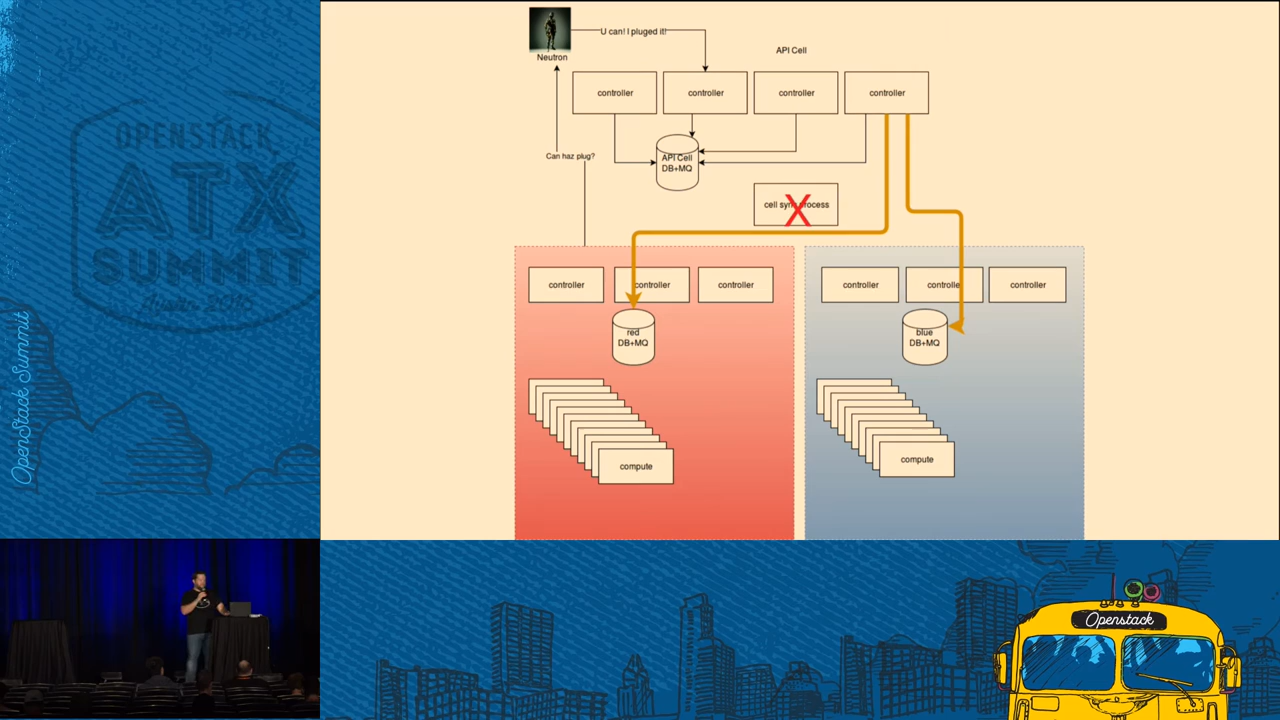 OPENSTACK
ATX
SUMMIT
OpenStack Summit
U can! I pluged it!
Neutron
API Cell
controller
controller
controller
controller
Can haz plug?
API Cell
DB+MQ
cell sync process
controller
controller
controller
controller
controller
controller
red
DB+MQ
blue
DB+MQ
compute
compute
Openstack